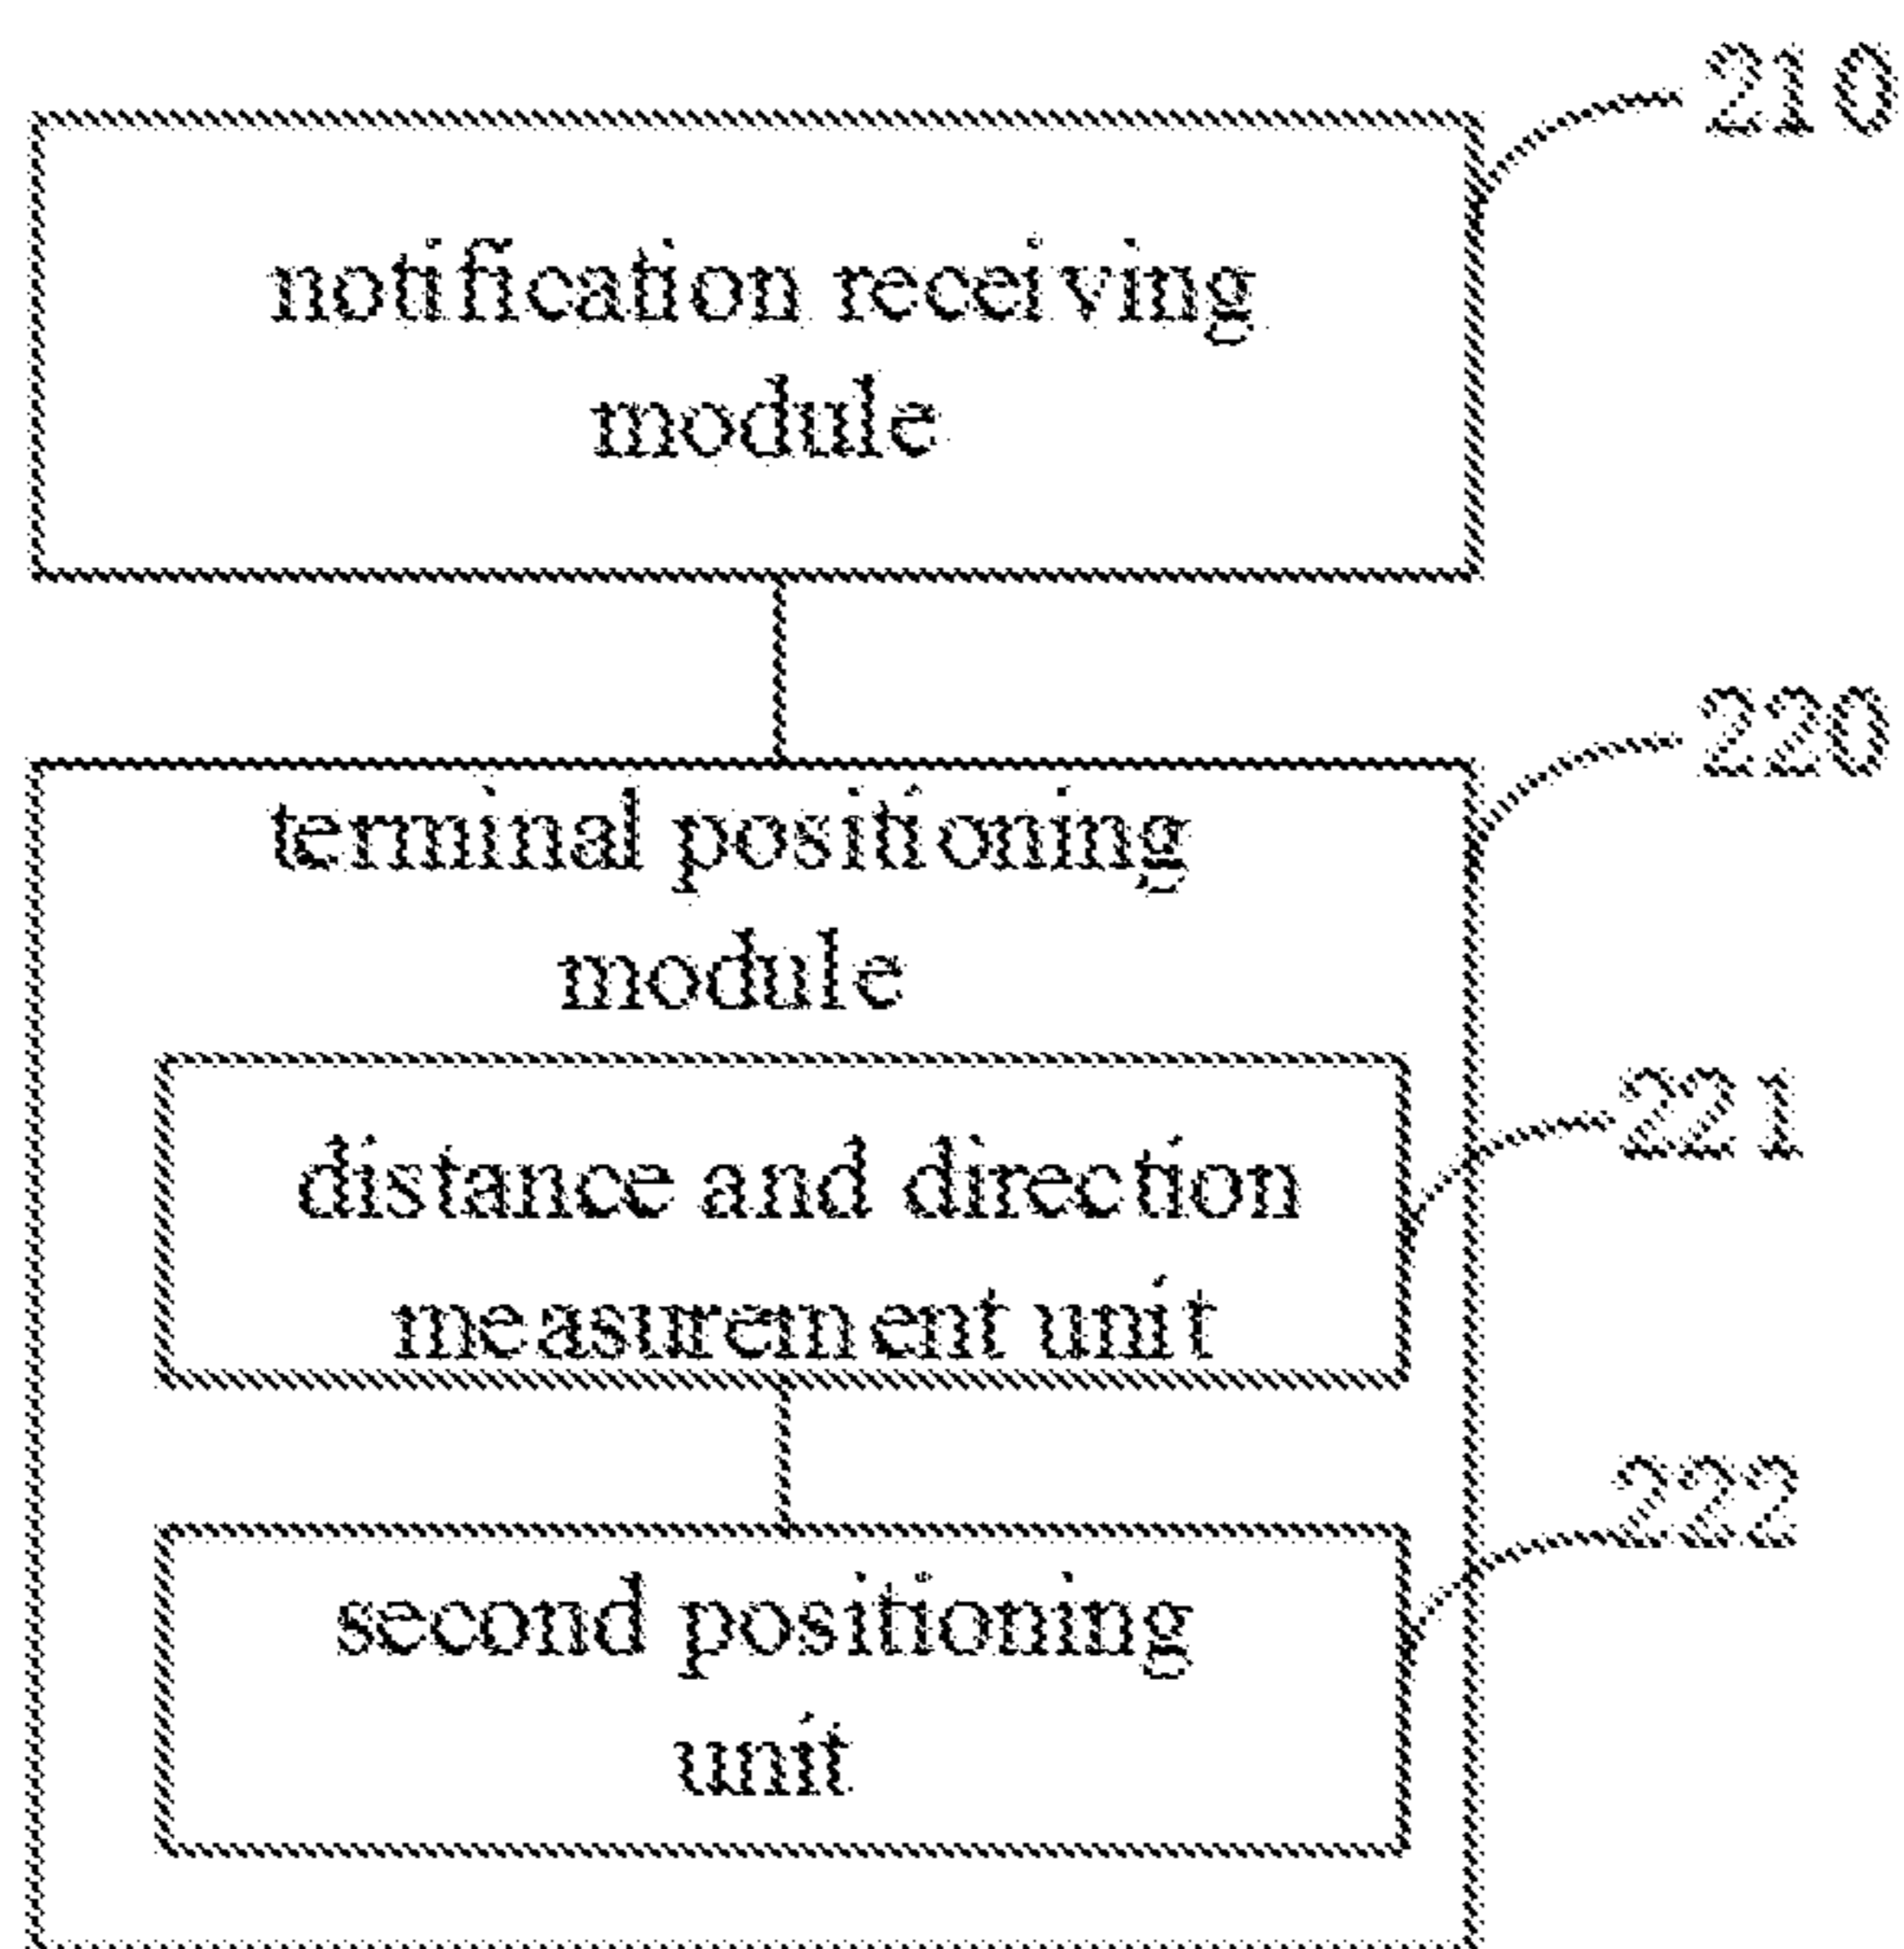 210
notification receiving
module
220
terminal positioning
module
221
distance and direction
measurement unit
222
second positioning
unit